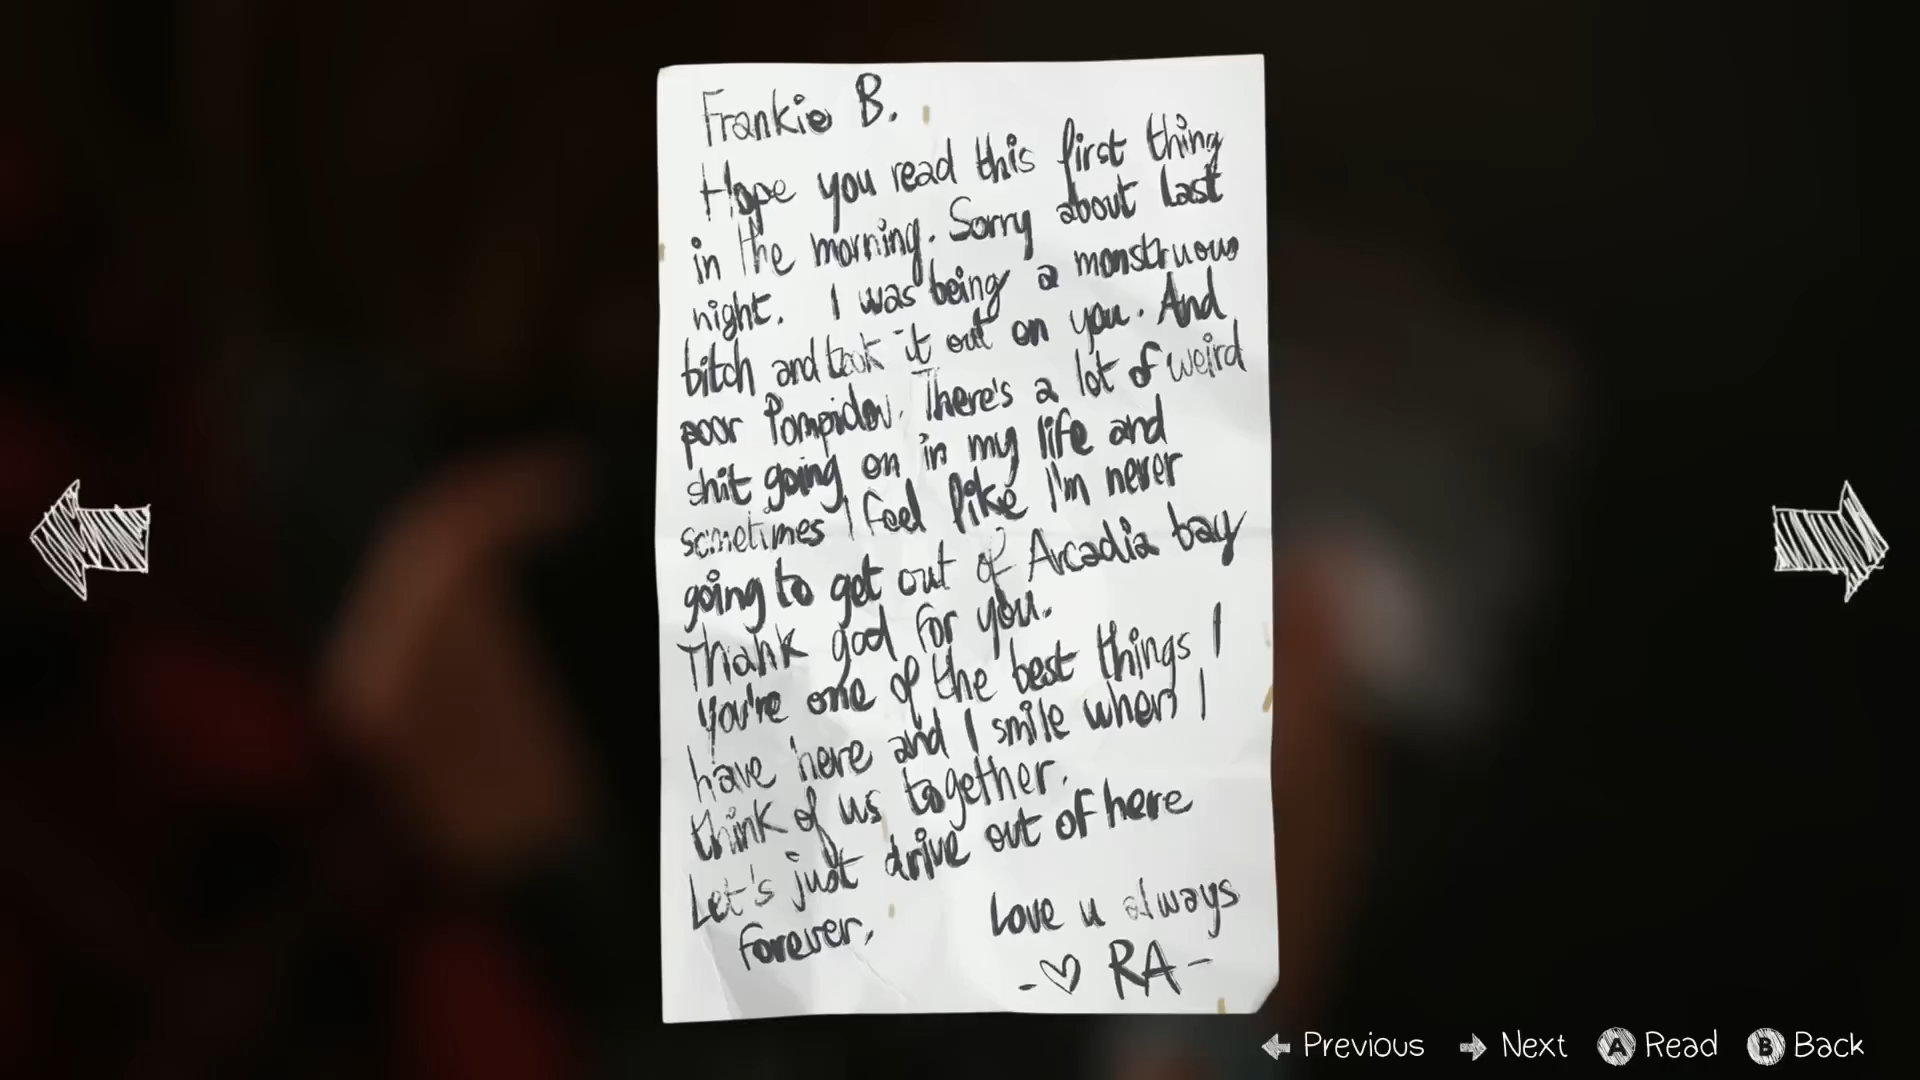 Frankie B.
Hope you read this first thing
in the morning. Sorry about last
night. I was being a monstruous
bitch and took it out on you. And
poor Pompidou. There's a lot of weird
shit going on in my life and
sometimes I feel like I'm never
going to get out of Arcadia bay
Thank god for you.
You're one of the best things I
have here and I smile when I
think of us together.
Let's just drive out of here
forever.
Love u always
-♡ RA-
Previous Next A Read B Back